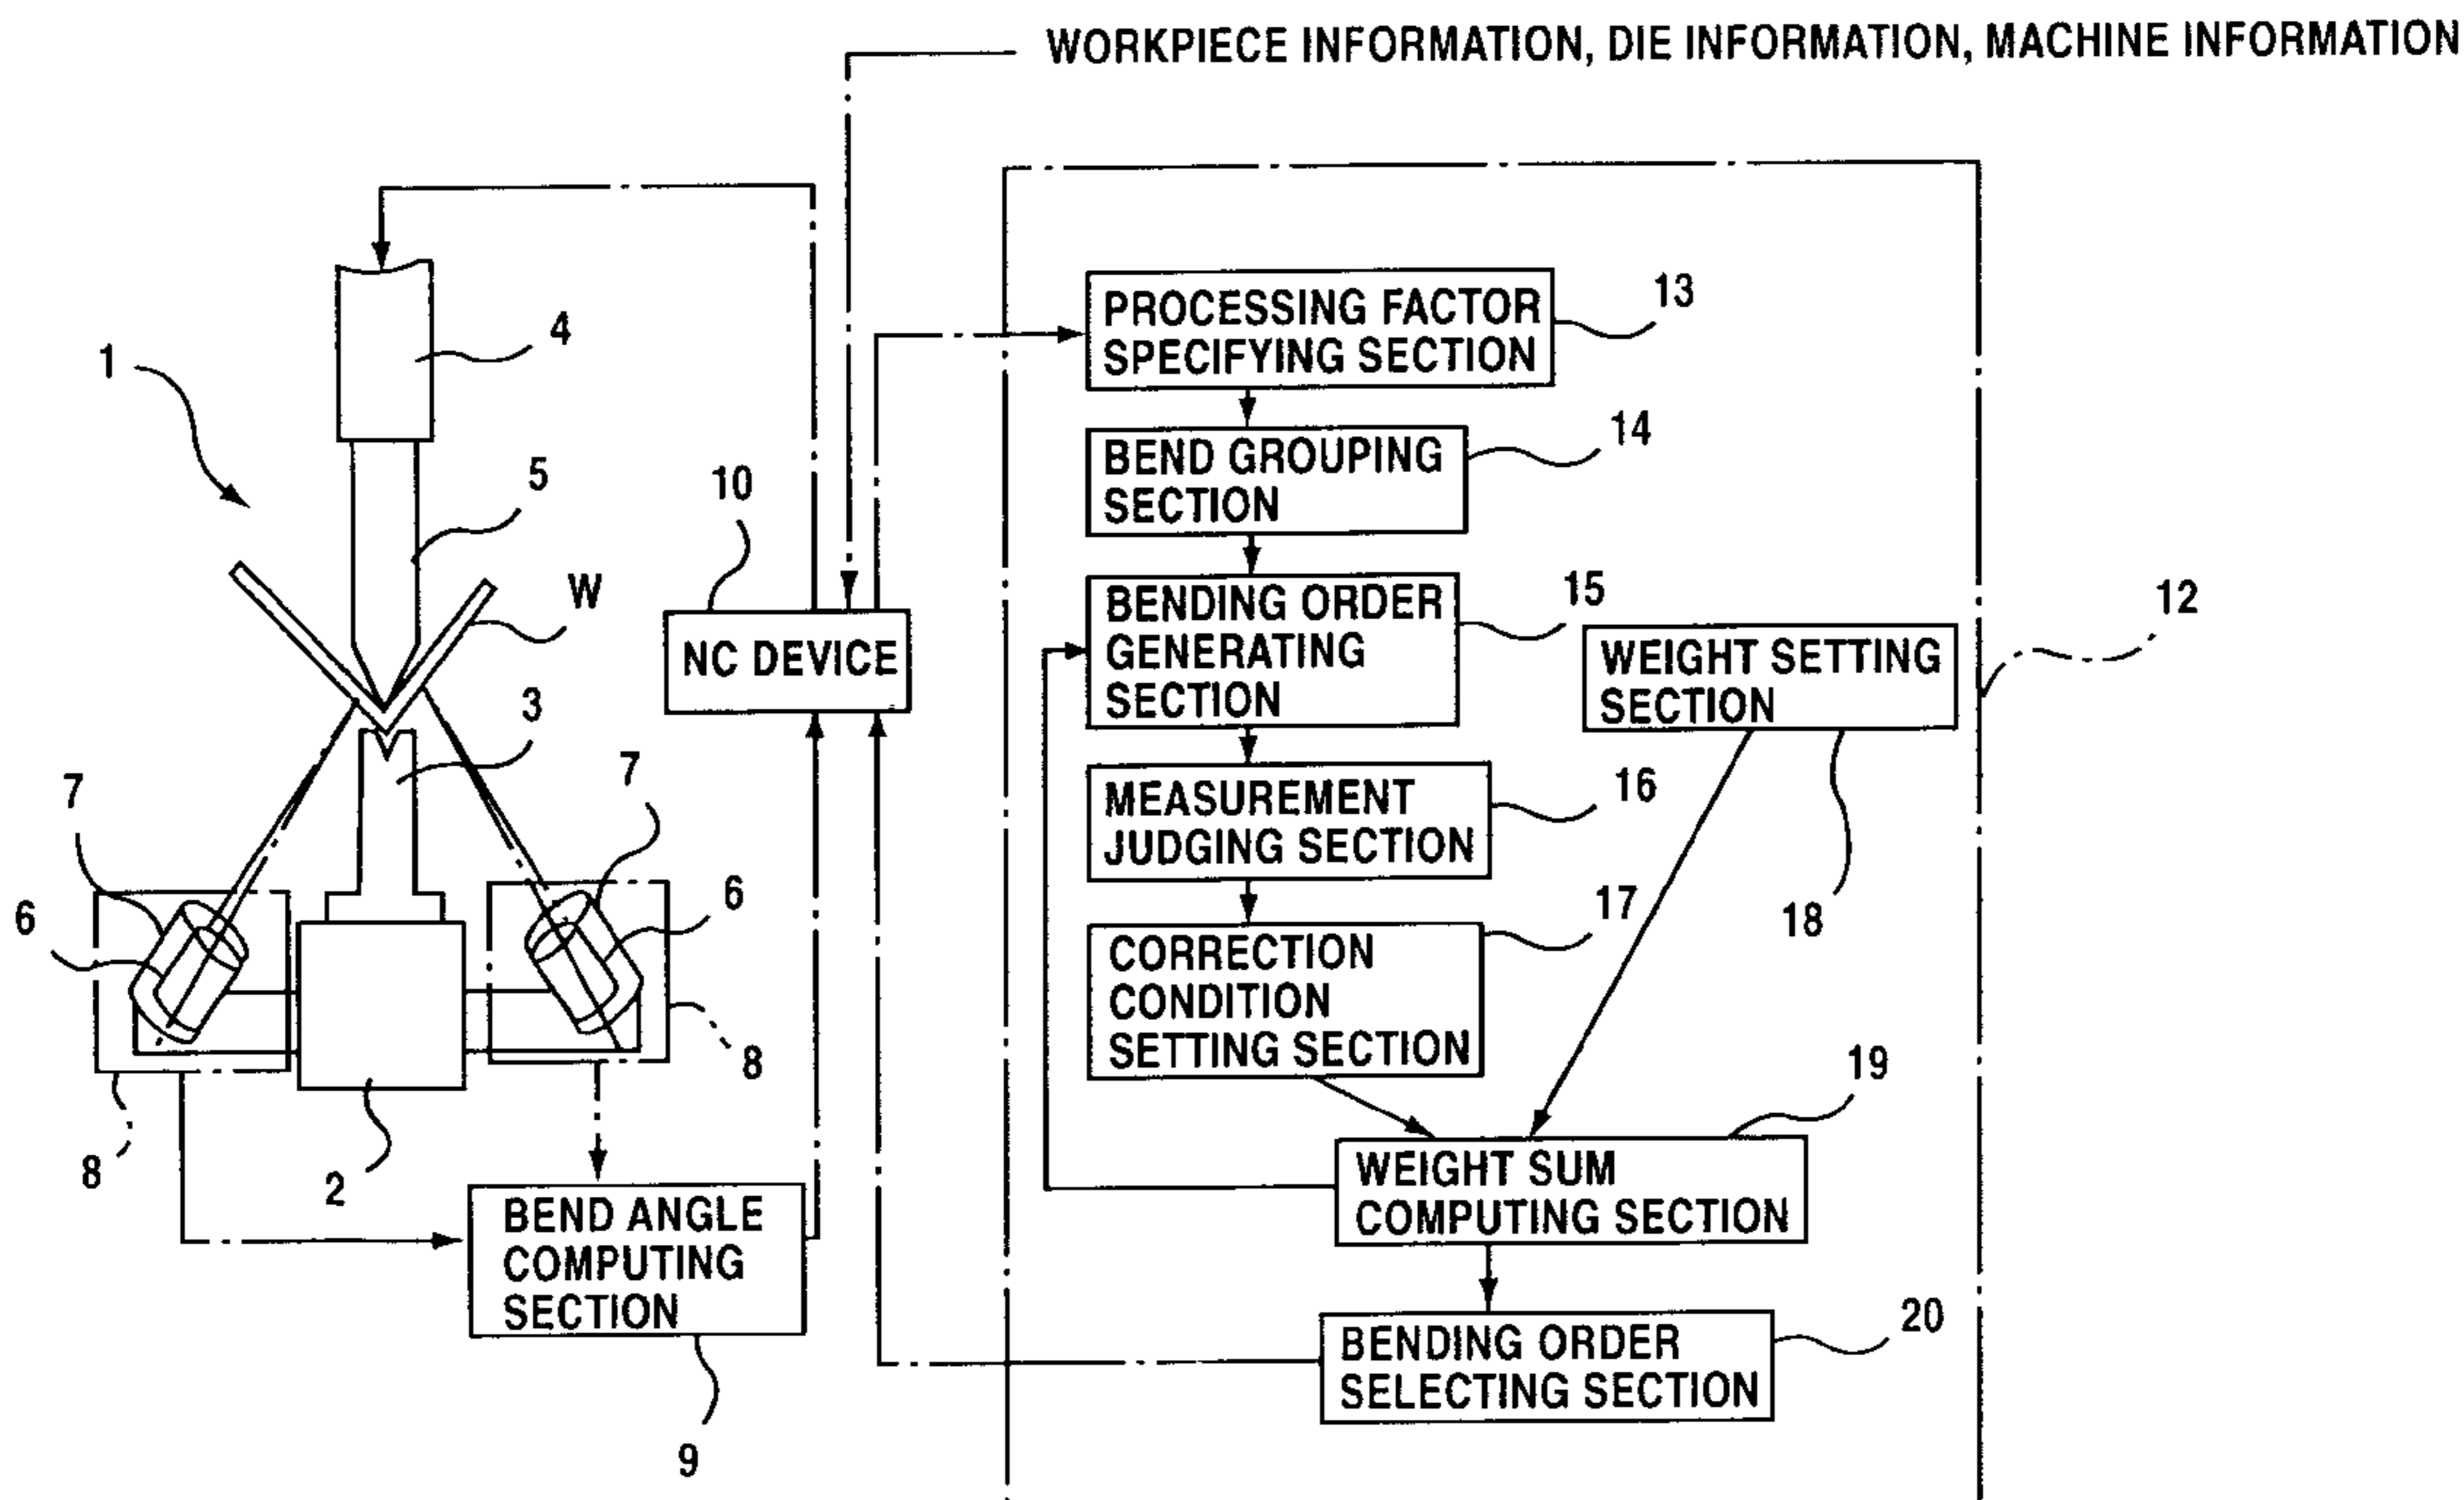 WORKPIECE INFORMATION, DIE INFORMATION, MACHINE INFORMATION
1
4
5
W
3
7
7
6
6
8
8
2
10
NC DEVICE
BEND ANGLE
COMPUTING
SECTION
9
PROCESSING FACTOR
SPECIFYING SECTION
13
BEND GROUPING
SECTION
14
BENDING ORDER
GENERATING
SECTION
15
WEIGHT SETTING
SECTION
12
18
MEASUREMENT
JUDGING SECTION
16
CORRECTION
CONDITION
SETTING SECTION
17
WEIGHT SUM
COMPUTING SECTION
19
BENDING ORDER
SELECTING SECTION
20